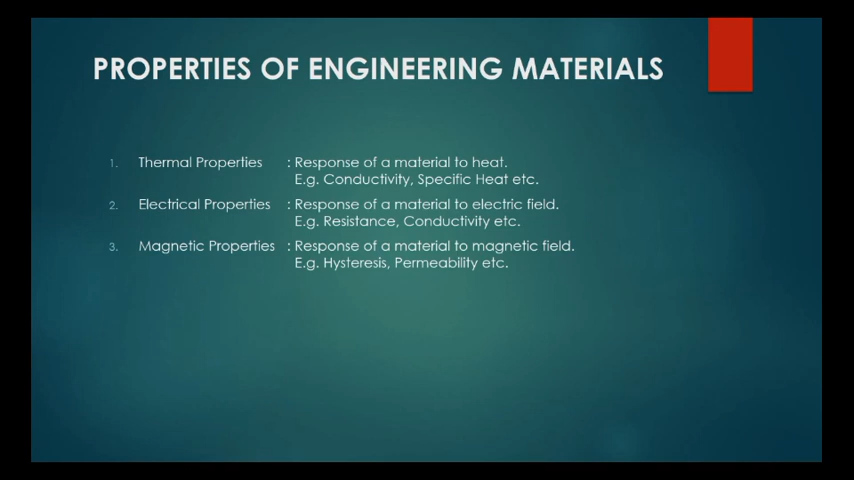 PROPERTIES OF ENGINEERING MATERIALS
1. Thermal Properties : Response of a material to heat.
E.g. Conductivity, Specific Heat etc.
2. Electrical Properties : Response of a material to electric field.
E.g. Resistance, Conductivity etc.
3. Magnetic Properties : Response of a material to magnetic field.
E.g. Hysteresis, Permeability etc.